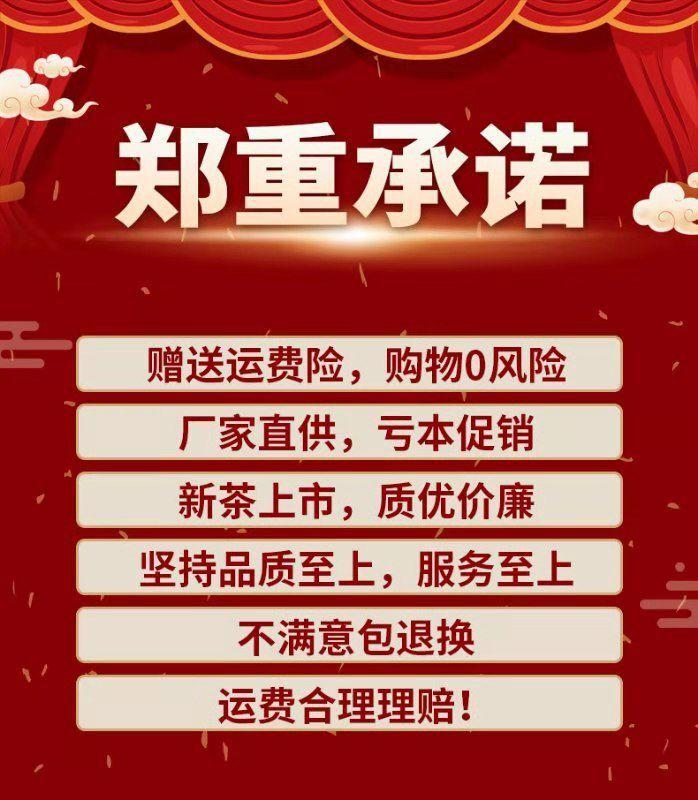 郑重承诺
赠送运费险，购物0风险
厂家直供，亏本促销
新茶上市，质优价廉
坚持品质至上，服务至上
不满意包退换
运费合理理赔！